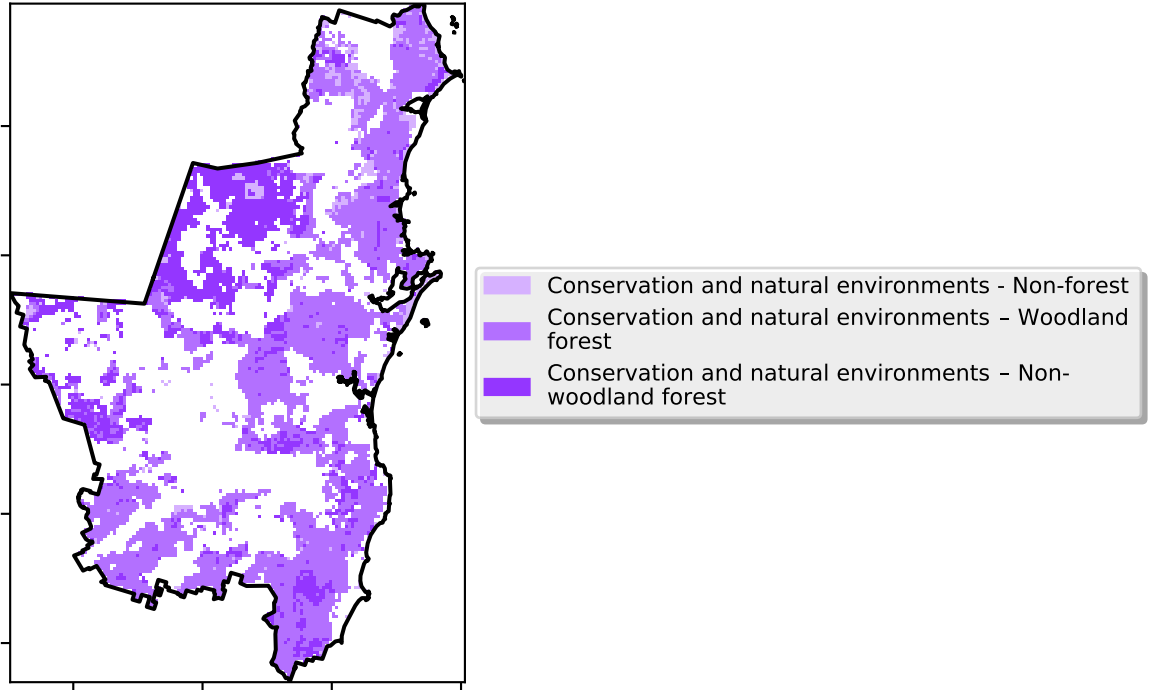 Conservation and natural environments - Non-forest
Conservation and natural environments – Woodland
forest
Conservation and natural environments – Non-
woodland forest